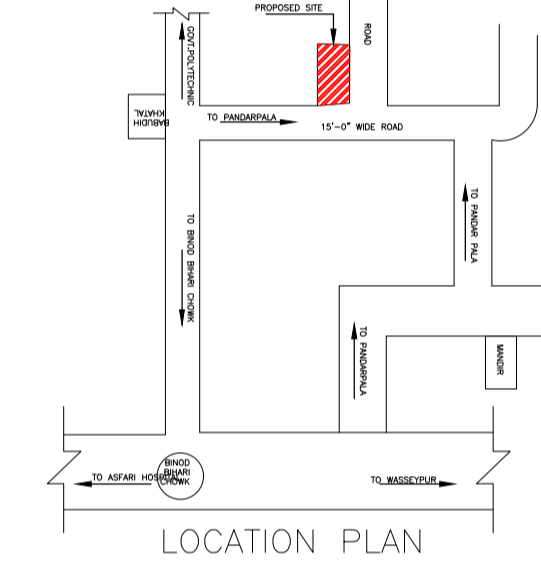 PROPOSED SITE
ROAD
GOVT.POLYTECHNIC
BABUDIH
KHATAL
TO PANDARPALA
15'-0" WIDE ROAD
TO PANDAR PALA
TO BINOD BIHARI CHOWK
TO PANDARPALA
MANDIR
BINOD
BIHARI
CHOWK
TO ASFARI HOSPITAL
TO WASSEYPUR
LOCATION PLAN